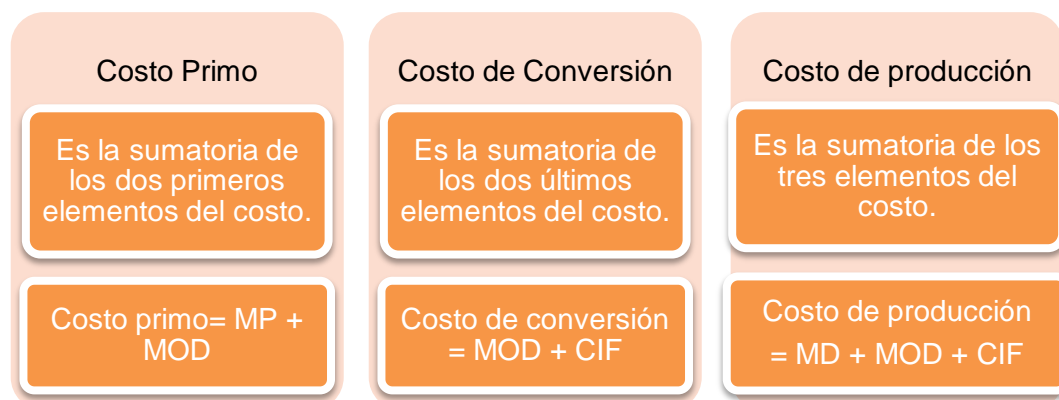 Costo Primo
Es la sumatoria de
los dos primeros
elementos del costo.
Costo primo= MP +
MOD
Costo de Conversión
Es la sumatoria de
los dos últimos
elementos del costo.
Costo de conversión
= MOD + CIF
Costo de producción
Es la sumatoria de los
tres elementos del
costo.
Costo de producción
= MD + MOD + CIF